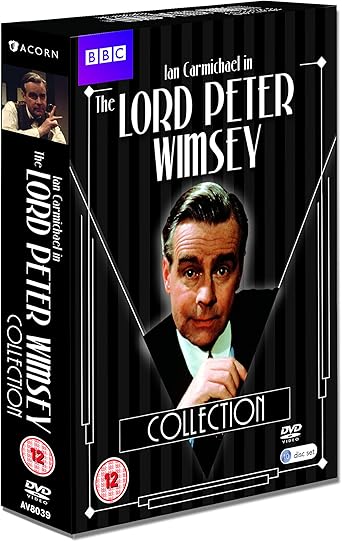 ACORN
Ian Carmichael in
The LORD PETER WIMSEY
COLLECTION
12
DVD
VIDEO
AV8039
BBC
Ian Carmichael in
The LORD PETER
WIMSEY
COLLECTION
DVD
VIDEO
disc set